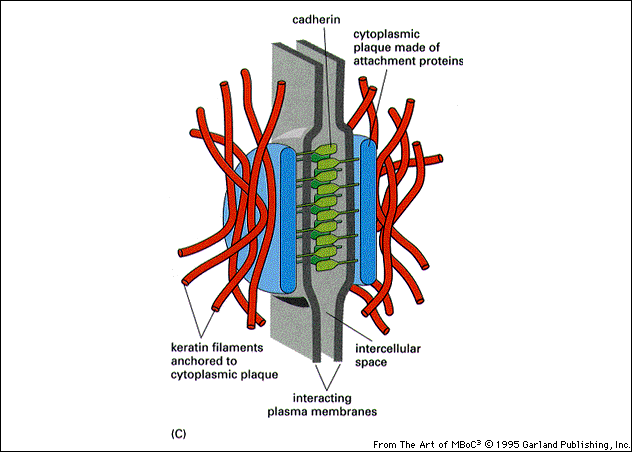 cadherin
cytoplasmic
plaque made of
attachment proteins
keratin filaments
anchored to
cytoplasmic plaque
intercellular
space
interacting
plasma membranes
(C)
From The Art of MBoC³ © 1995 Garland Publishing, Inc.